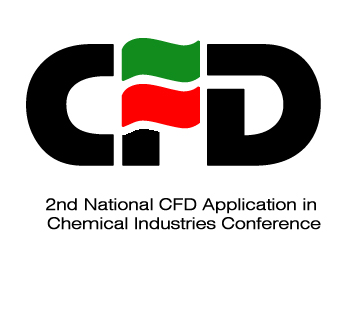 CFD
2nd National CFD Application in
Chemical Industries Conference